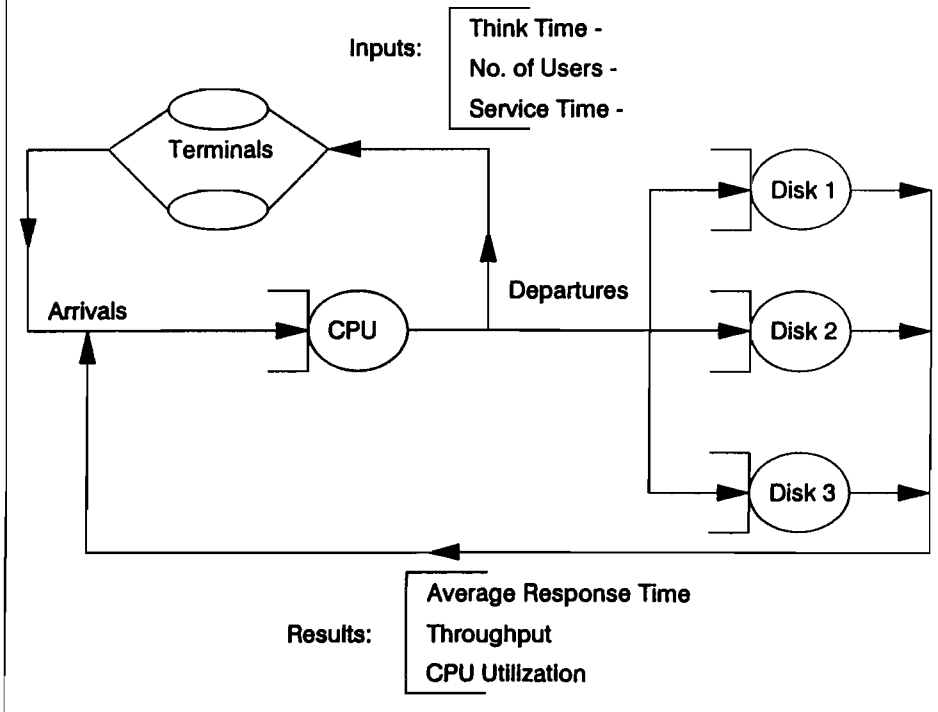 Inputs:
Think Time -
No. of Users -
Service Time -
Terminals
Disk 1
Departures
Arrivals
CPU
Disk 2
Disk 3
Results:
Average Response Time
Throughput
CPU Utilization